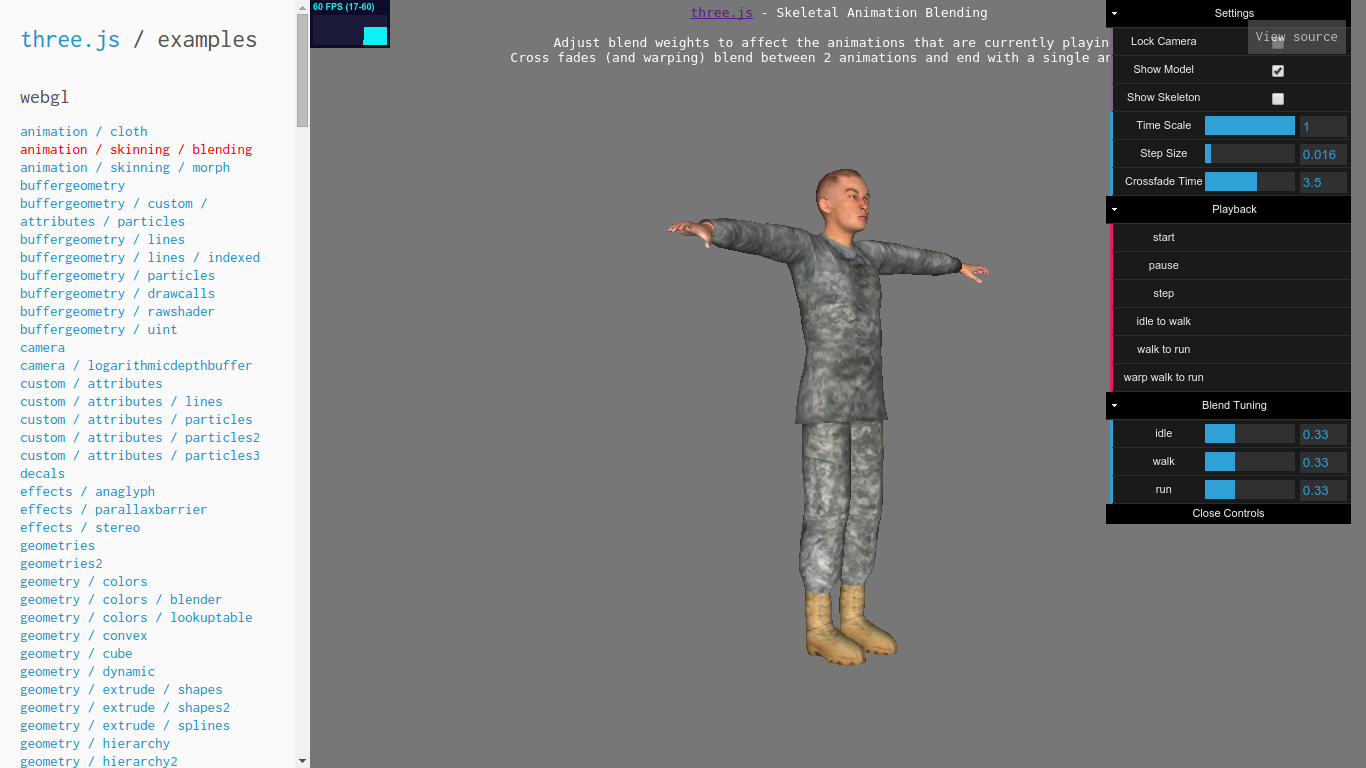 three.js / examples
webgl
animation / cloth
animation / skinning / blending
animation / skinning / morph
buffergeometry
buffergeometry / custom /
attributes / particles
buffergeometry / lines
buffergeometry / lines / indexed
buffergeometry / particles
buffergeometry / drawcalls
buffergeometry / rawshader
buffergeometry / uint
camera
camera / logarithmicdepthbuffer
custom / attributes
custom / attributes / lines
custom / attributes / particles
custom / attributes / particles2
custom / attributes / particles3
decals
effects / anaglyph
effects / parallaxbarrier
effects / stereo
geometries
geometries2
geometry / colors
geometry / colors / blender
geometry / colors / lookuptable
geometry / convex
geometry / cube
geometry / dynamic
geometry / extrude / shapes
geometry / extrude / shapes2
geometry / extrude / splines
geometry / hierarchy
geometry / hierarchy2
60 FPS (17-60)
three.js - Skeletal Animation Blending
Adjust blend weights to affect the animations that are currently playin
Cross fades (and warping) blend between 2 animations and end with a single an
Settings
Lock Camera
View source
Show Model
Show Skeleton
Time Scale 1
Step Size 0.016
Crossfade Time 3.5
Playback
start
pause
step
idle to walk
walk to run
warp walk to run
Blend Tuning
idle 0.33
walk 0.33
run 0.33
Close Controls